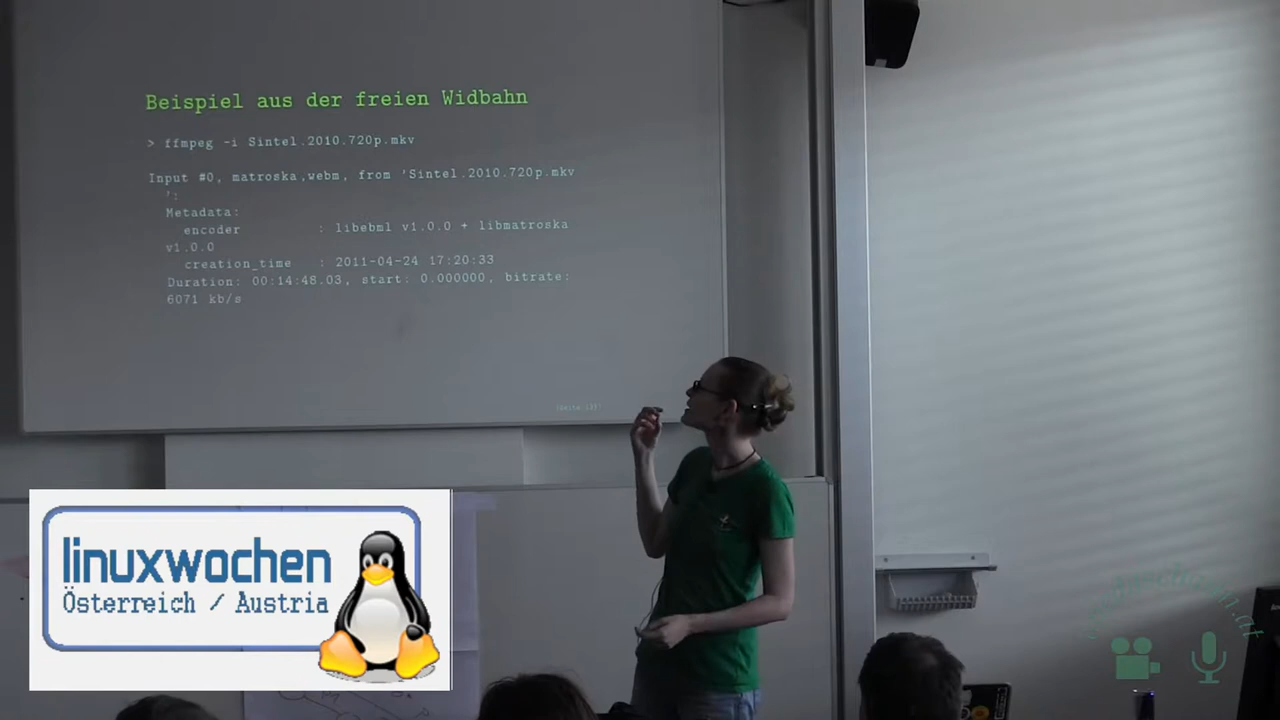 Beispiel aus der freien Widbahn
> ffmpeg -i Sintel.2010.720p.mkv
Input #0, matroska,webm, from 'Sintel.2010.720p.mkv
':
Metadata:
encoder : libebml v1.0.0 + libmatroska
v1.0.0
creation_time : 2011-04-24 17:20:33
Duration: 00:14:48.03, start: 0.000000, bitrate:
6071 kb/s
linuxwochen
Österreich / Austria